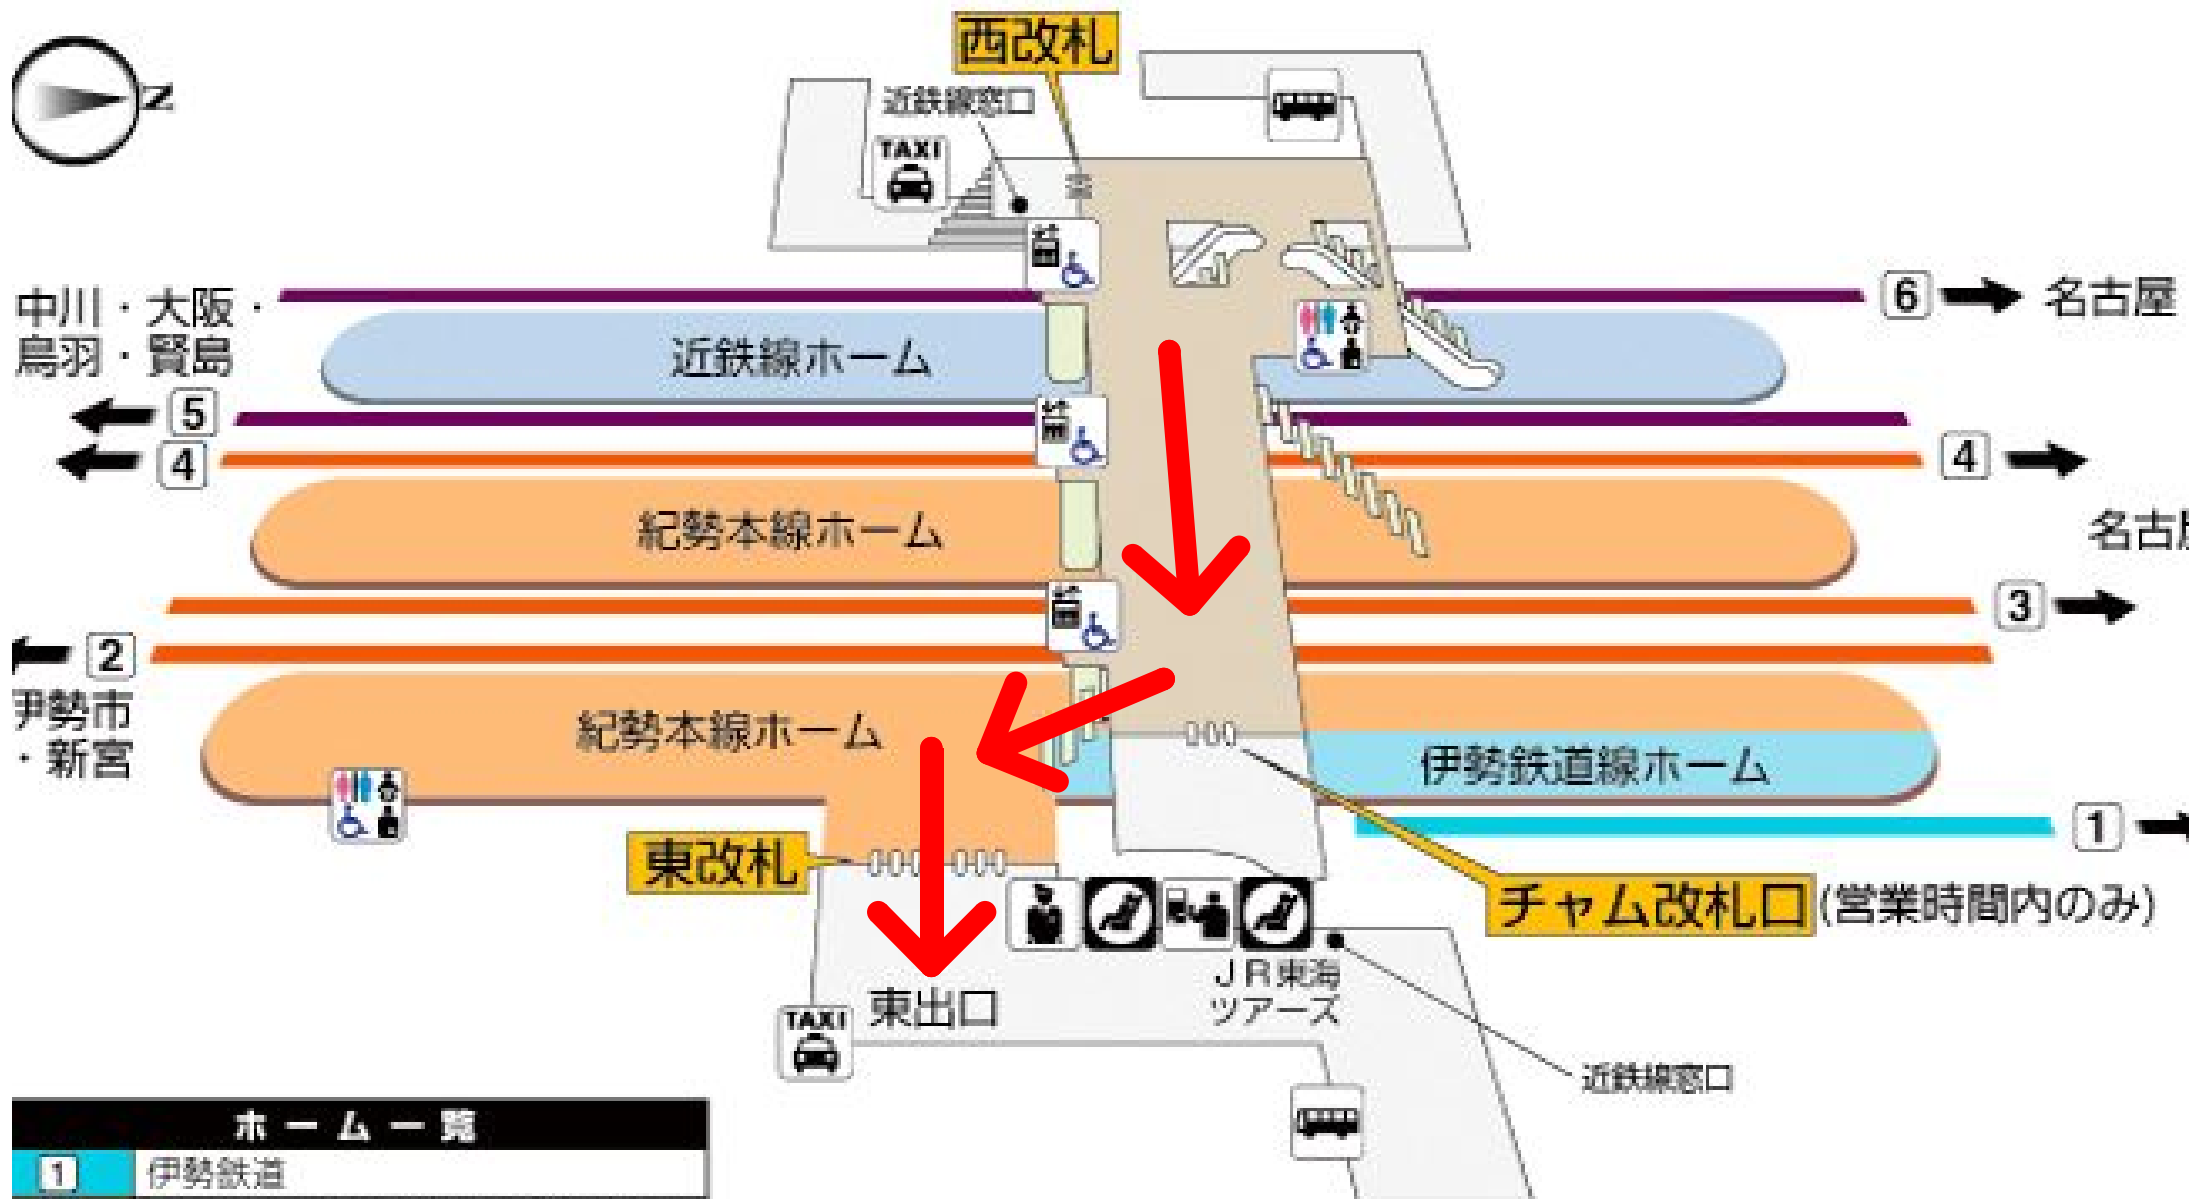 西改札
近鉄線窓口
TAXI
N
中川・大阪・
鳥羽・賢島
近鉄線ホーム
6
名古屋
5
4
4
紀勢本線ホーム
名古
3
2
伊勢市
・新宮
紀勢本線ホーム
伊勢鉄道線ホーム
1
東改札
チャム改札口(営業時間内のみ)
JR東海
ツアーズ
東出口
TAXI
近鉄線窓口
ホーム一覧
1 伊勢鉄道